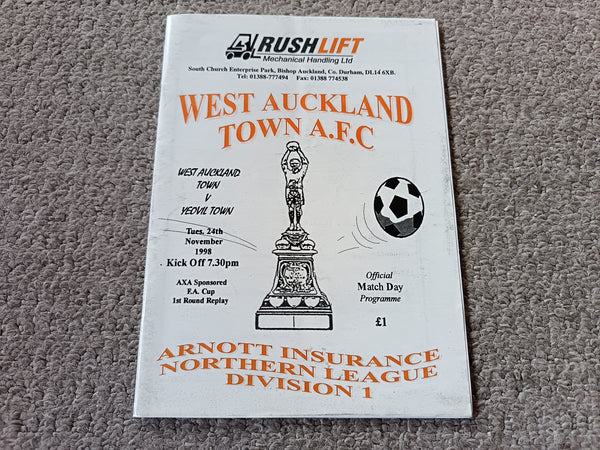 RUSHLIFT
Mechanical Handling Ltd
South Church Enterprise Park, Bishop Auckland, Co. Durham, DL14 6XB.
Tel: 01388-777494 Fax: 01388 774538
WEST AUCKLAND
TOWN A.F.C
WEST AUCKLAND
TOWN
V
YEOVIL TOWN
Tues, 24th
November
1998
Kick Off 7.30pm
AXA Sponsored
F.A. Cup
1st Round Replay
Official
Match Day
Programme
£1
ARNOTT INSURANCE
NORTHERN LEAGUE
DIVISION 1